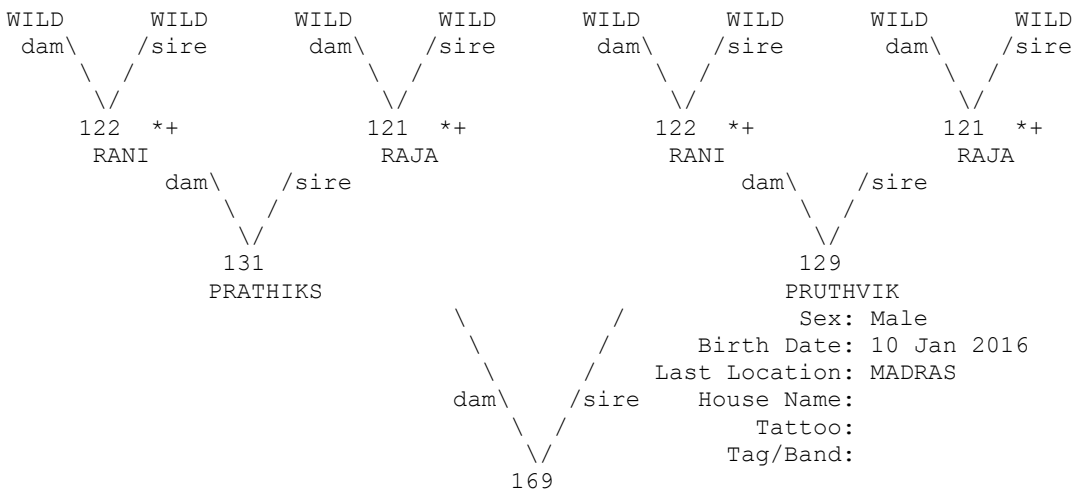 WILD WILD WILD WILD WILD WILD WILD WILD
dam\ /sire dam\ /sire dam\ /sire dam\ /sire
\ / \ / \ / \ /
\/ \/ \/ \/
122 *+ 121 *+ 122 *+ 121 *+
RANI RAJA RANI RAJA
dam\ /sire dam\ /sire
\ / \ /
\/ \/
131 129
PRATHIKS PRUTHVIK
\ / Sex: Male
\ / Birth Date: 10 Jan 2016
\ / Last Location: MADRAS
dam\ /sire House Name:
\ / Tattoo:
\/ Tag/Band:
169